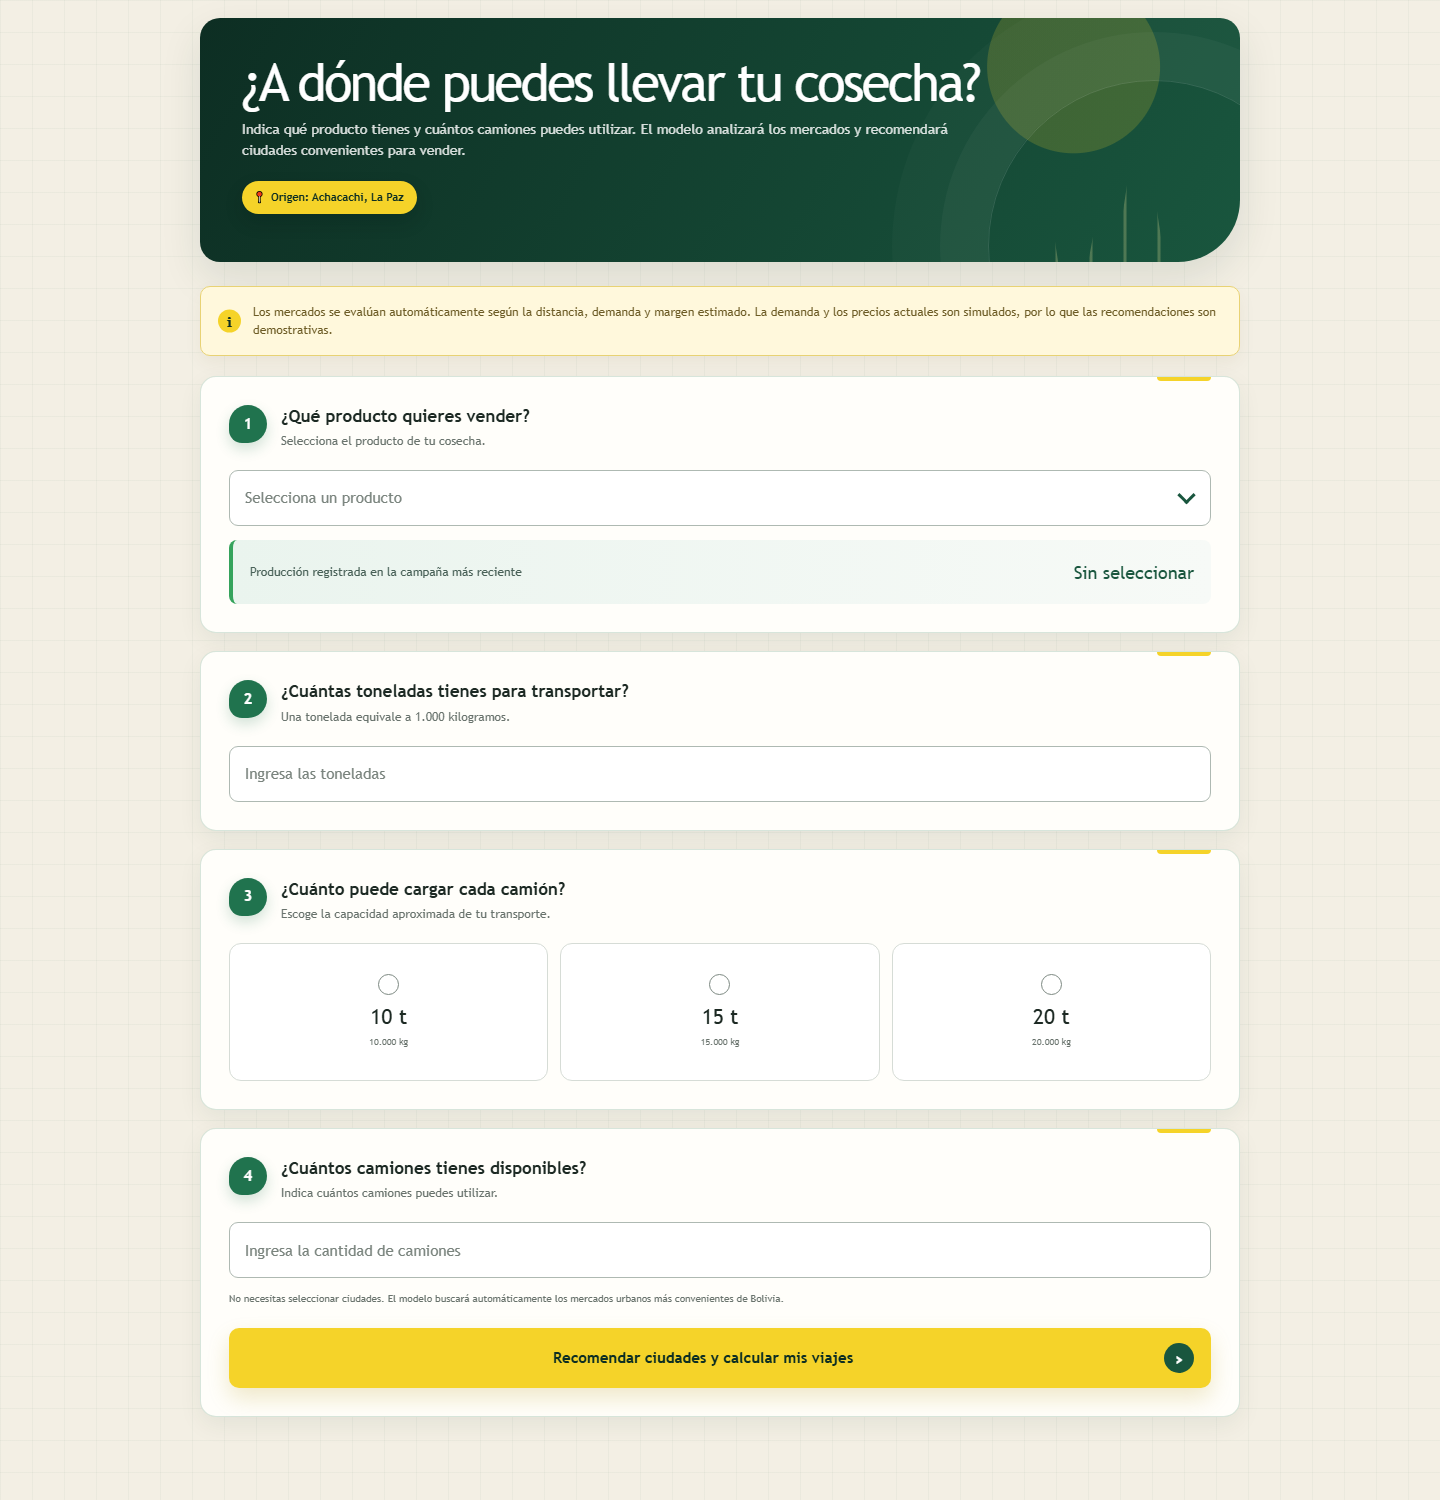 ¿A dónde puedes llevar tu cosecha?
Indica qué producto tienes y cuántos camiones puedes utilizar. El modelo analizará los mercados y recomendará
ciudades convenientes para vender.
Origen: Achacachi, La Paz
i
Los mercados se evalúan automáticamente según la distancia, demanda y margen estimado. La demanda y los precios actuales son simulados, por lo que las recomendaciones son
demostrativas.
1
¿Qué producto quieres vender?
Selecciona el producto de tu cosecha.
Selecciona un producto
Producción registrada en la campaña más reciente
Sin seleccionar
2
¿Cuántas toneladas tienes para transportar?
Una tonelada equivale a 1.000 kilogramos.
Ingresa las toneladas
3
¿Cuánto puede cargar cada camión?
Escoge la capacidad aproximada de tu transporte.
10 t
10.000 kg
15 t
15.000 kg
20 t
20.000 kg
4
¿Cuántos camiones tienes disponibles?
Indica cuántos camiones puedes utilizar.
Ingresa la cantidad de camiones
No necesitas seleccionar ciudades. El modelo buscará automáticamente los mercados urbanos más convenientes de Bolivia.
Recomendar ciudades y calcular mis viajes